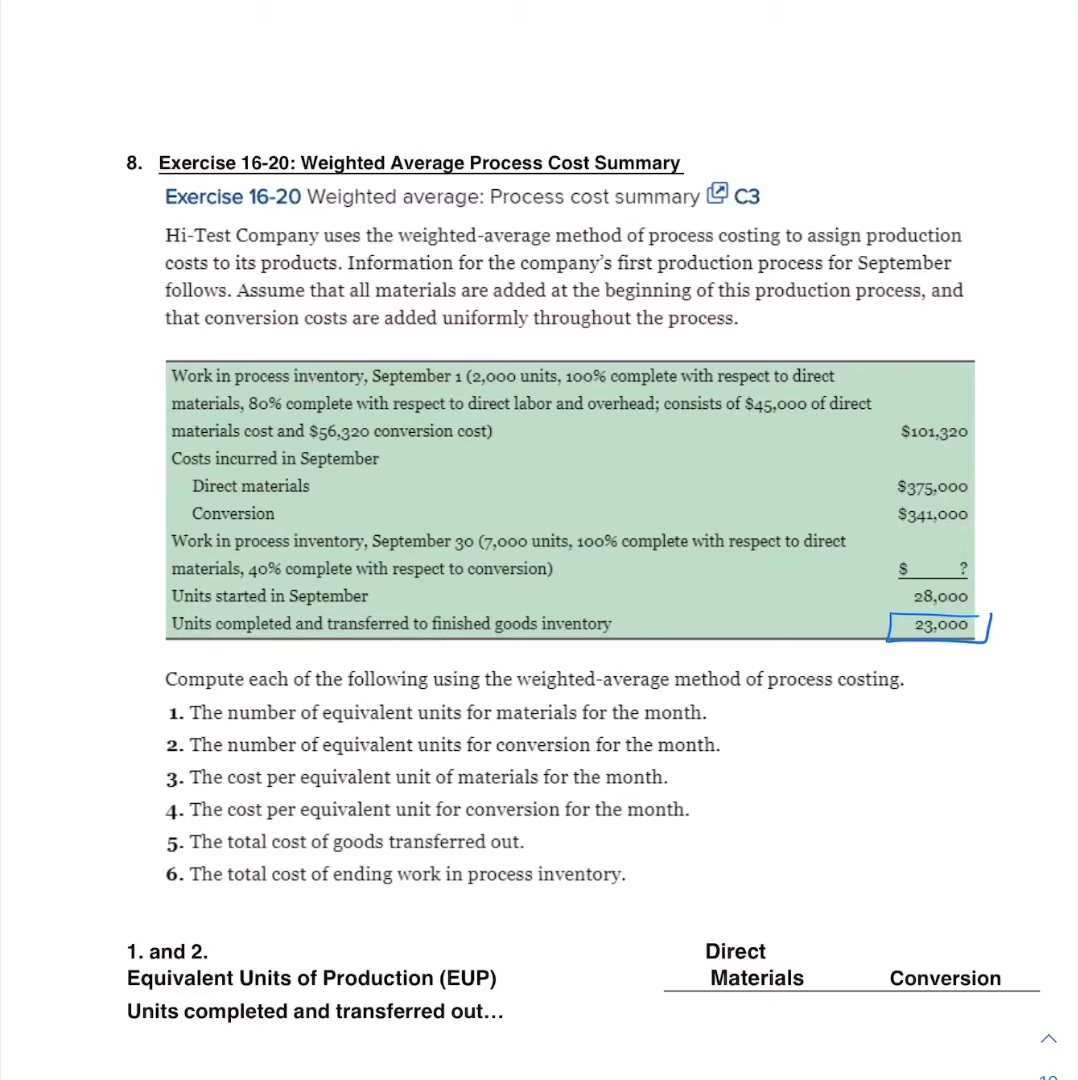 8. Exercise 16-20: Weighted Average Process Cost Summary
Exercise 16-20 Weighted average: Process cost summary C3
Hi-Test Company uses the weighted-average method of process costing to assign production
costs to its products. Information for the company's first production process for September
follows. Assume that all materials are added at the beginning of this production process, and
that conversion costs are added uniformly throughout the process.
Work in process inventory, September 1 (2,000 units, 100% complete with respect to direct
materials, 80% complete with respect to direct labor and overhead; consists of $45,000 of direct
materials cost and $56,320 conversion cost) $101,320
Costs incurred in September
Direct materials $375,000
Conversion $341,000
Work in process inventory, September 30 (7,000 units, 100% complete with respect to direct
materials, 40% complete with respect to conversion) $ ?
Units started in September 28,000
Units completed and transferred to finished goods inventory 23,000
Compute each of the following using the weighted-average method of process costing.
1. The number of equivalent units for materials for the month.
2. The number of equivalent units for conversion for the month.
3. The cost per equivalent unit of materials for the month.
4. The cost per equivalent unit for conversion for the month.
5. The total cost of goods transferred out.
6. The total cost of ending work in process inventory.
1. and 2. Direct
Equivalent Units of Production (EUP) Materials Conversion
Units completed and transferred out...